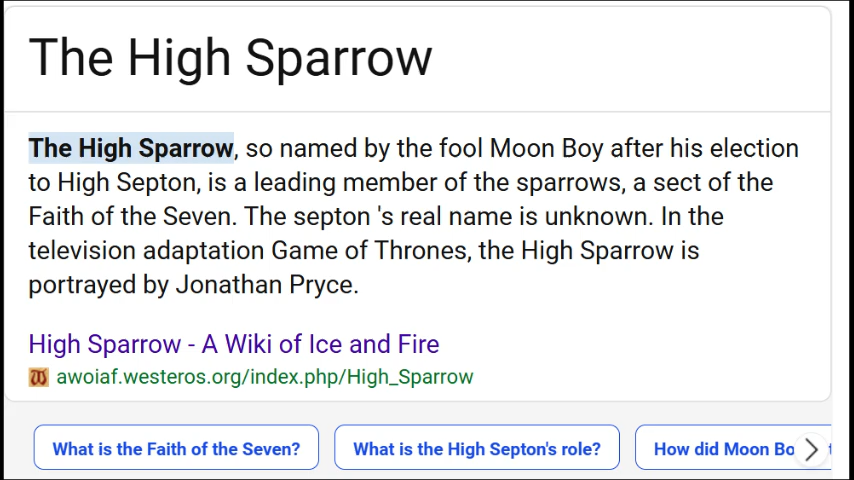 The High Sparrow
The High Sparrow, so named by the fool Moon Boy after his election
to High Septon, is a leading member of the sparrows, a sect of the
Faith of the Seven. The septon 's real name is unknown. In the
television adaptation Game of Thrones, the High Sparrow is
portrayed by Jonathan Pryce.
High Sparrow - A Wiki of Ice and Fire
awoiaf.westeros.org/index.php/High_Sparrow
What is the Faith of the Seven?
What is the High Septon's role?
How did Moon